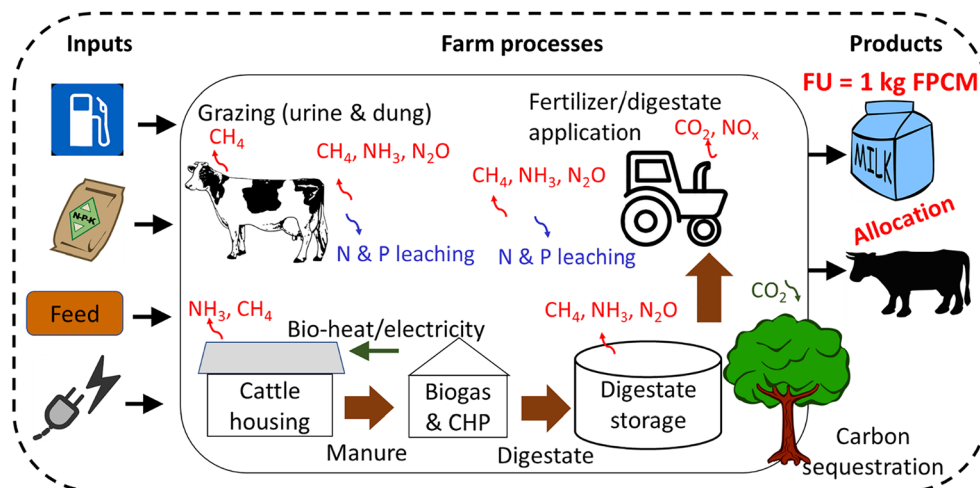 Inputs
Farm processes
Products
FU = 1 kg FPCM
Grazing (urine & dung)
CH₄
CH₄, NH₃, N₂O
N & P leaching
Fertilizer/digestate
application
CO₂, NOₓ
CH₄, NH₃, N₂O
N & P leaching
MILK
N-P-K
Allocation
Feed
NH₃, CH₄
Bio-heat/electricity
CH₄, NH₃, N₂O
CO₂
Cattle
housing
Biogas
& CHP
Digestate
storage
Manure
Digestate
Carbon
sequestration